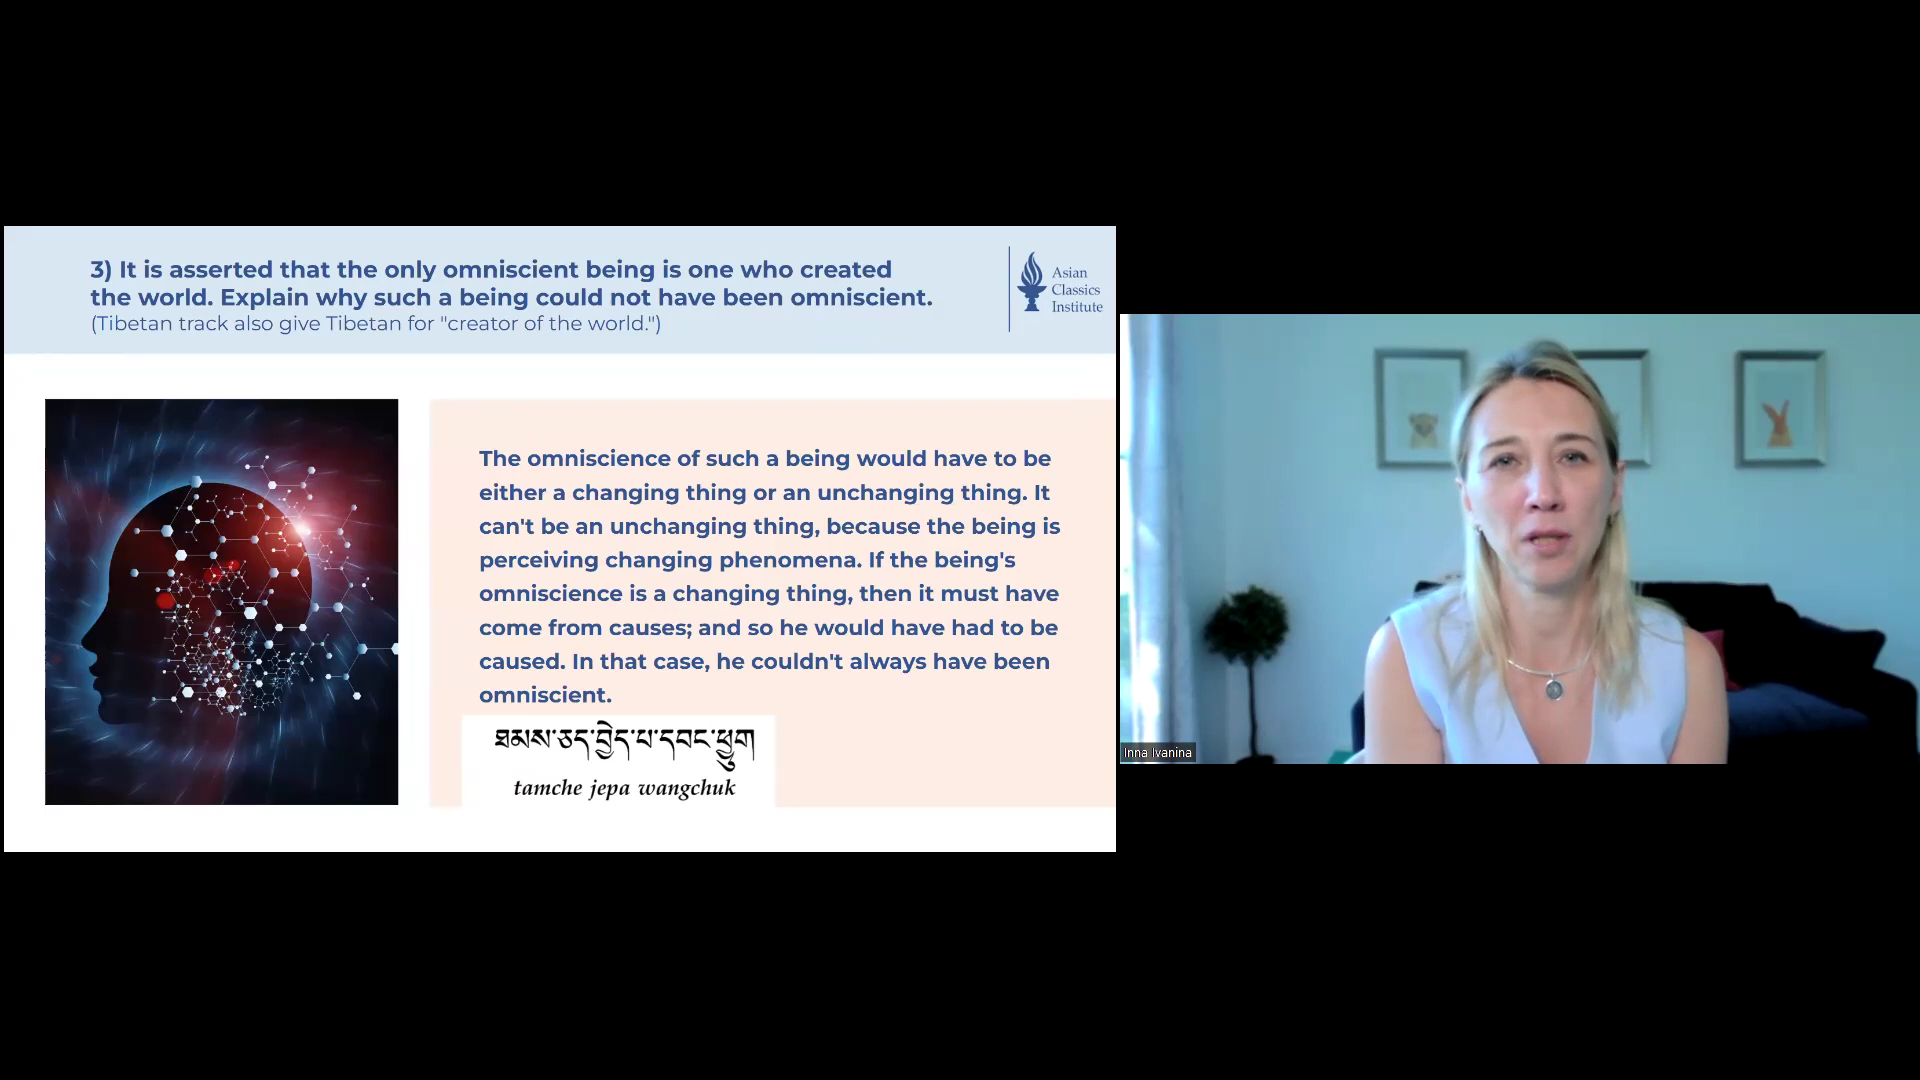 3) It is asserted that the only omniscient being is one who created
the world. Explain why such a being could not have been omniscient.
(Tibetan track also give Tibetan for "creator of the world.")
Asian
Classics
Institute
The omniscience of such a being would have to be
either a changing thing or an unchanging thing. It
can't be an unchanging thing, because the being is
perceiving changing phenomena. If the being's
omniscience is a changing thing, then it must have
come from causes; and so he would have had to be
caused. In that case, he couldn't always have been
omniscient.
ཐམས་ཅད་བྱེད་པ་དབང་ཕྱུག
tamche jepa wangchuk
Inna Ivanina